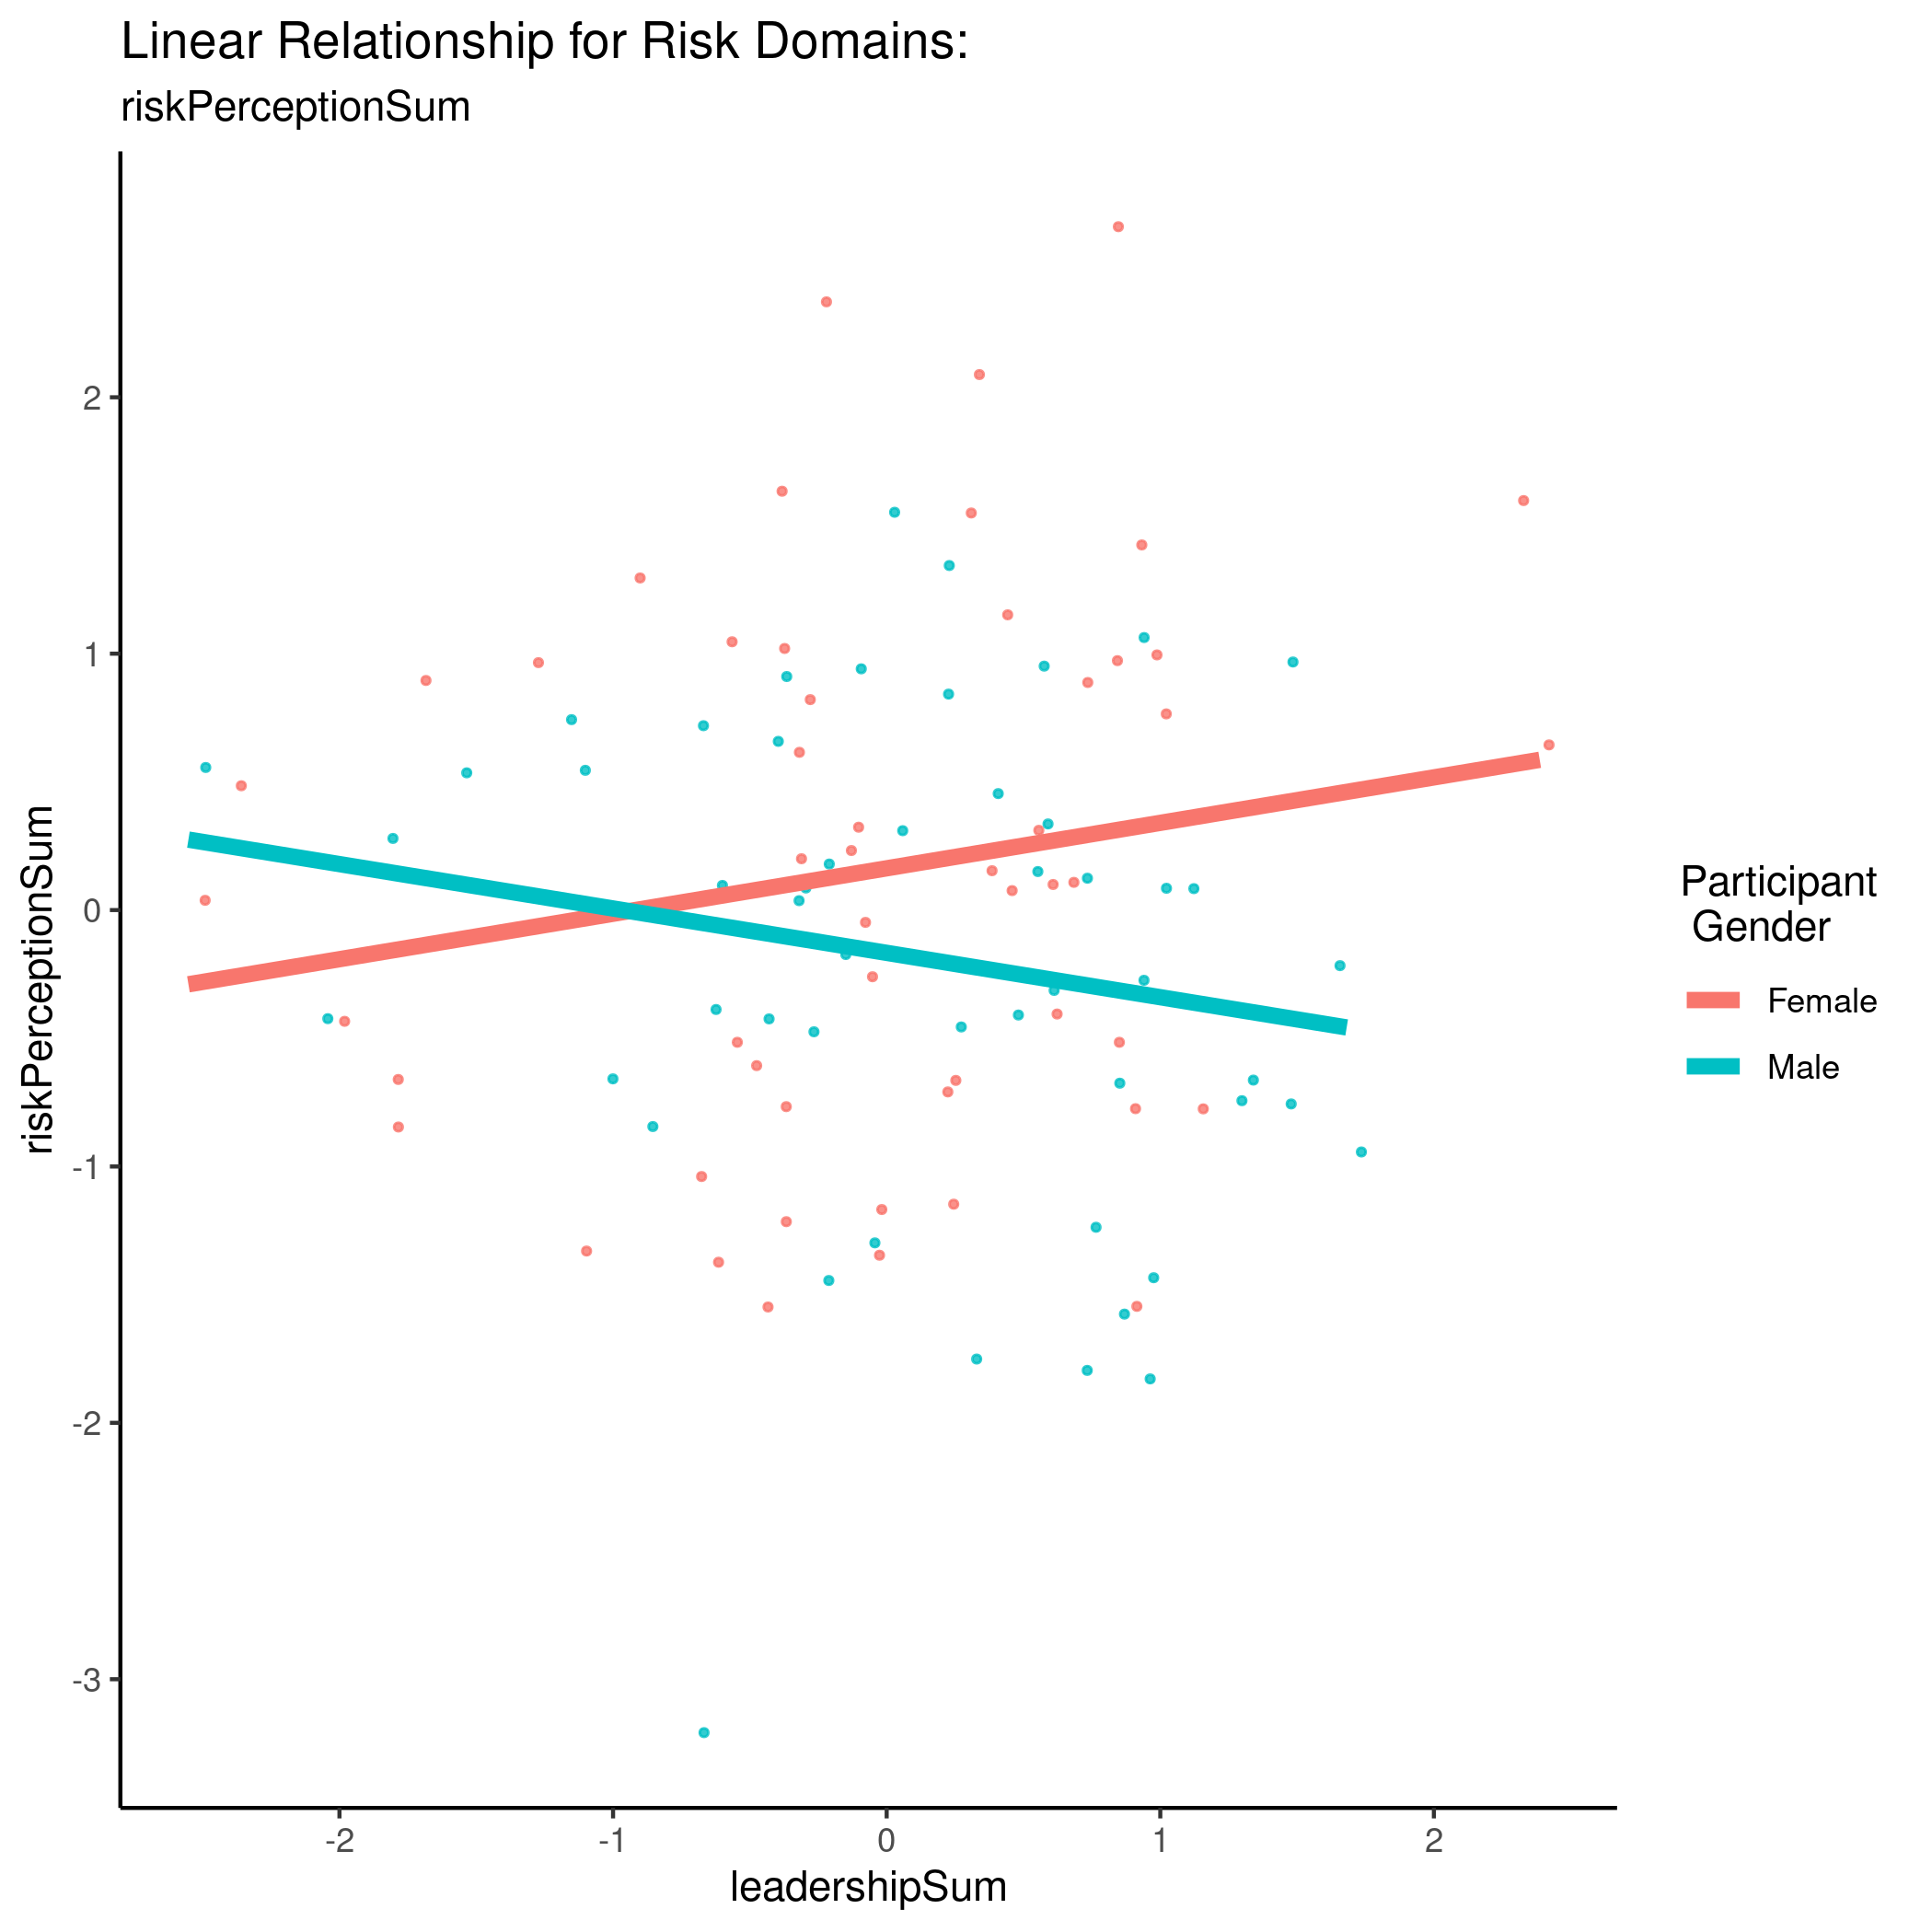 Linear Relationship for Risk Domains:
riskPerceptionSum
riskPerceptionSum
2
1
0
-1
-2
-3
-2
-1
0
1
2
leadershipSum
Participant
Gender
Female
Male